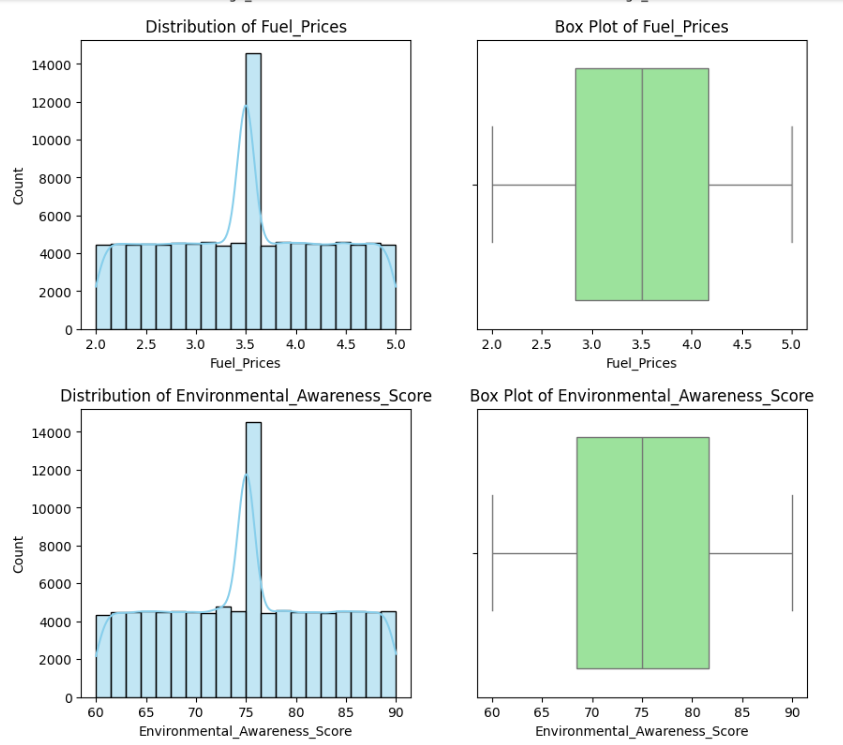 Distribution of Fuel_Prices
Box Plot of Fuel_Prices
14000
12000
10000
8000
6000
4000
2000
0
Count
2.0 2.5 3.0 3.5 4.0 4.5 5.0
Fuel_Prices
2.0 2.5 3.0 3.5 4.0 4.5 5.0
Fuel_Prices
Distribution of Environmental_Awareness_Score
Box Plot of Environmental_Awareness_Score
14000
12000
10000
8000
6000
4000
2000
0
Count
60 65 70 75 80 85 90
Environmental_Awareness_Score
60 65 70 75 80 85 90
Environmental_Awareness_Score